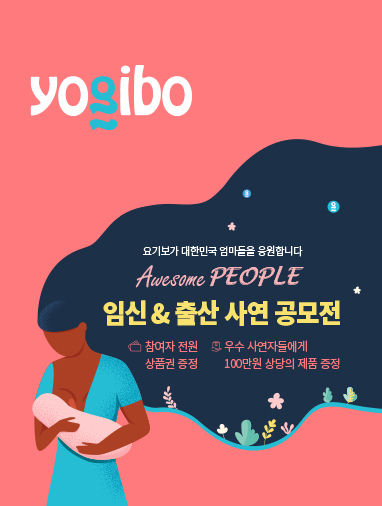 yogibo
요기보가 대한민국 엄마들을 응원합니다
Awesome PEOPLE
임신 & 출산 사연 공모전
참여자 전원
상품권 증정
우수 사연자들에게
100만원 상당의 제품 증정